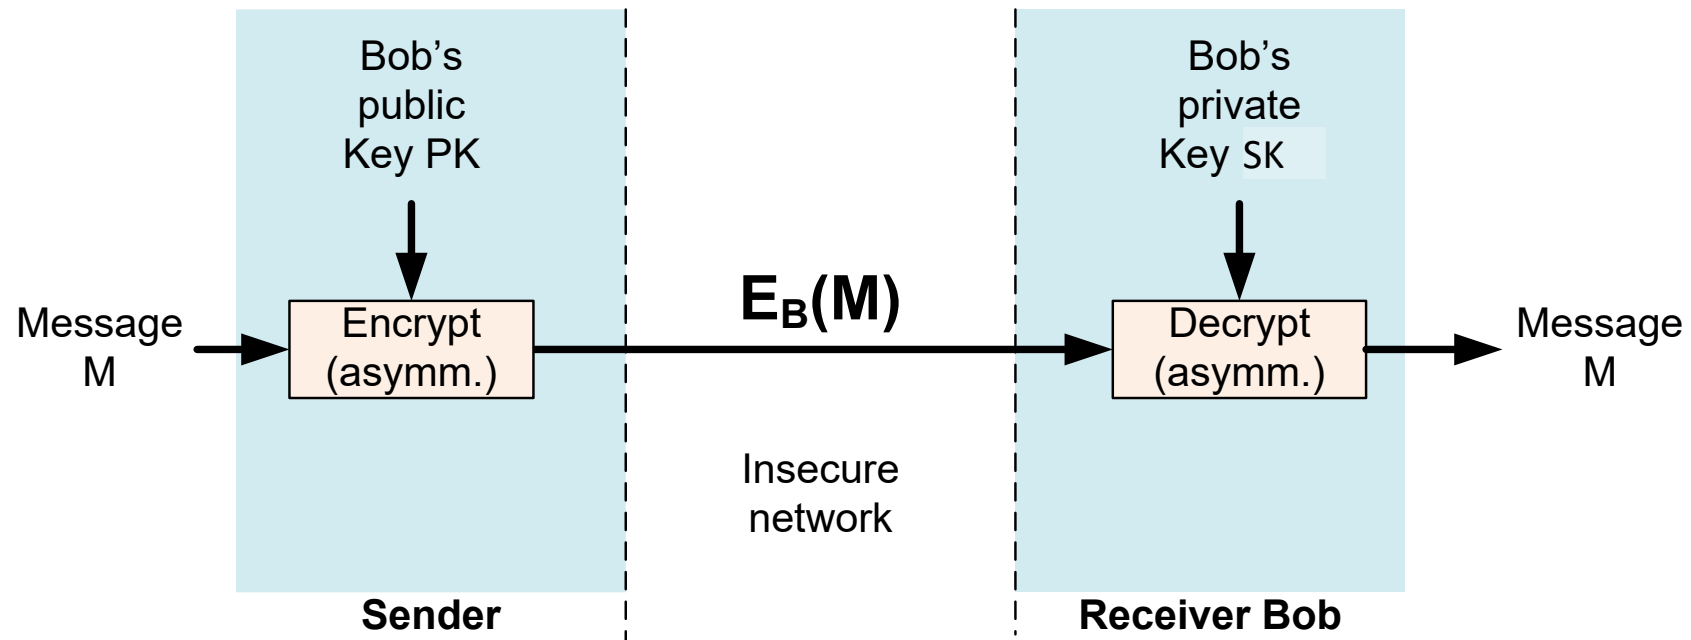 Bob’s
public
Key PK
Bob’s
private
Key SK
Message
M
Encrypt
(asymm.)
E_B(M)
Decrypt
(asymm.)
Message
M
Insecure
network
Sender
Receiver Bob